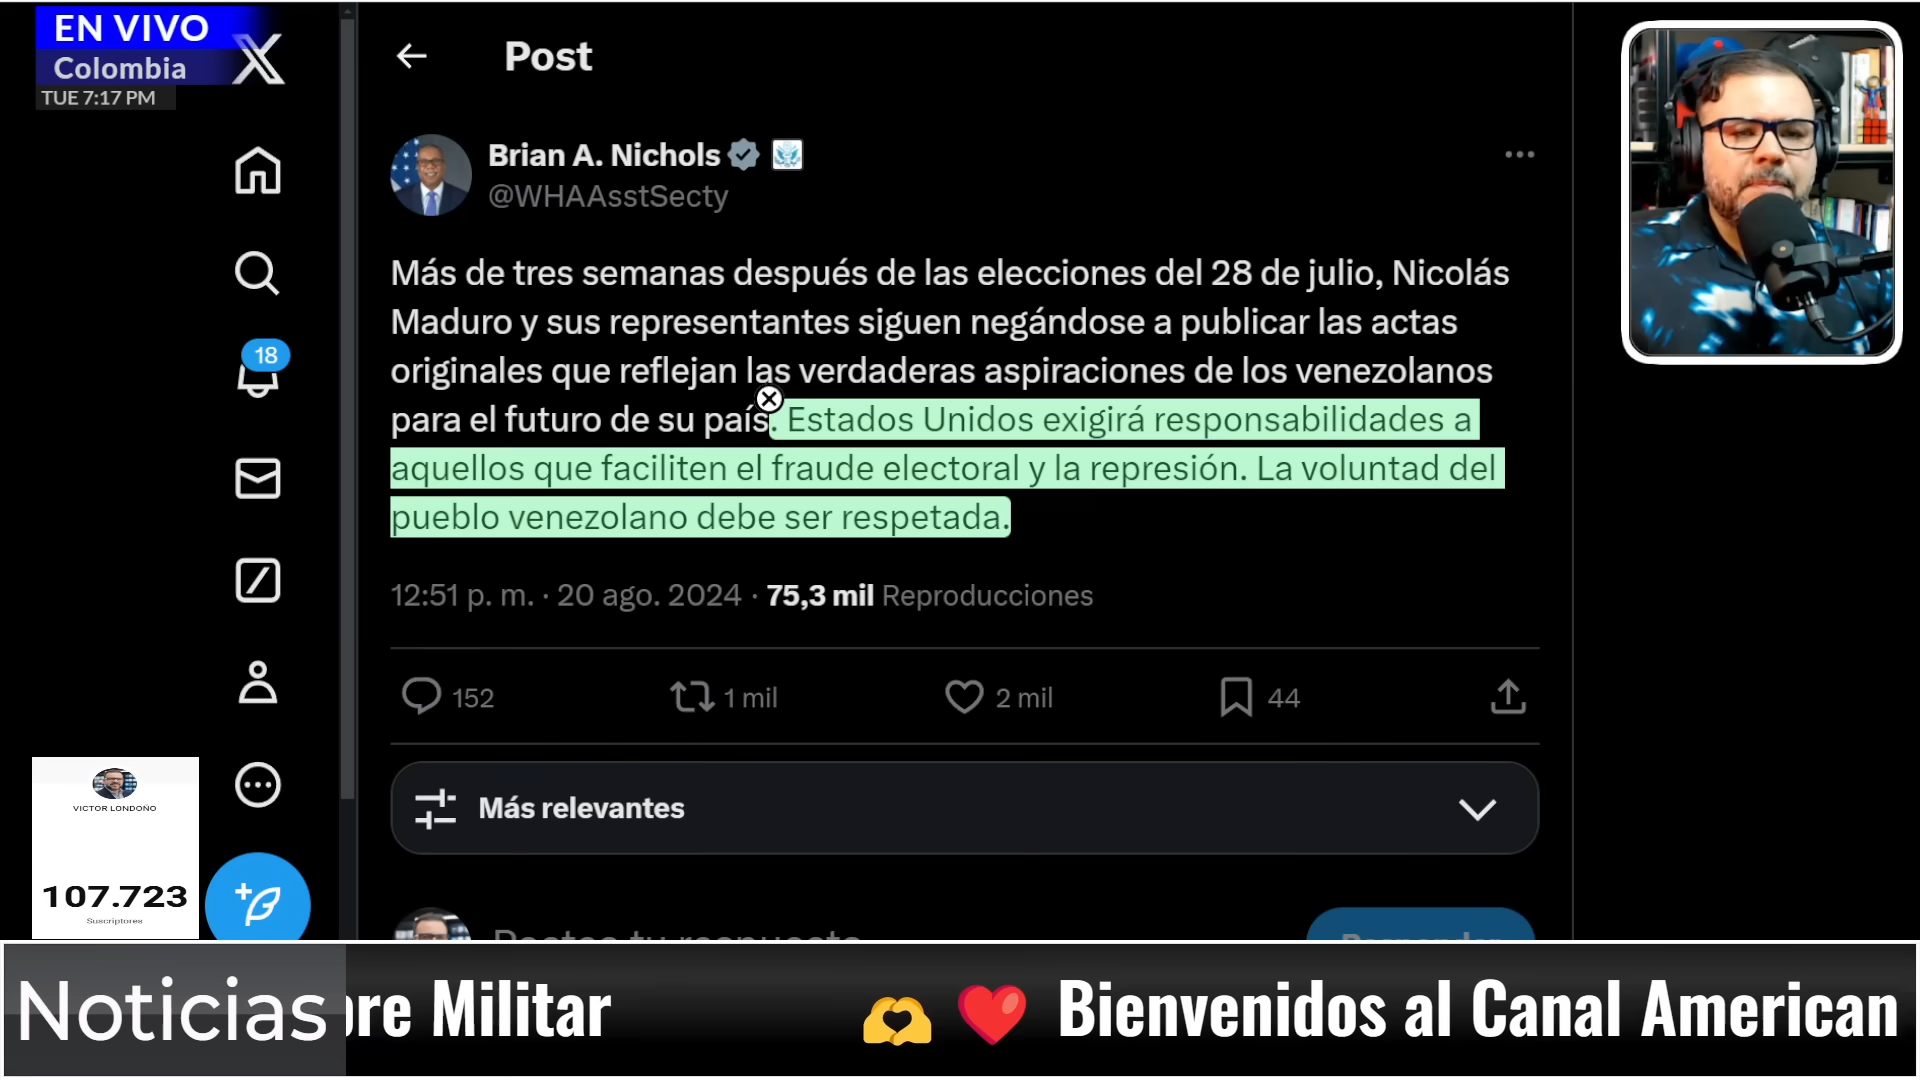 EN VIVO
Colombia
TUE 7:17 PM
Post
Brian A. Nichols
@WHAAsstSecty
Más de tres semanas después de las elecciones del 28 de julio, Nicolás
Maduro y sus representantes siguen negándose a publicar las actas
originales que reflejan las verdaderas aspiraciones de los venezolanos
para el futuro de su país. Estados Unidos exigirá responsabilidades a
aquellos que faciliten el fraude electoral y la represión. La voluntad del
pueblo venezolano debe ser respetada.
12:51 p. m. · 20 ago. 2024 · 75,3 mil Reproducciones
18
152 1 mil 2 mil 44
Más relevantes
VICTOR LONDOÑO
107.723
Suscriptores
Postea tu respuesta
Responder
Noticias
bre Militar 🫶 ❤️ Bienvenidos al Canal American